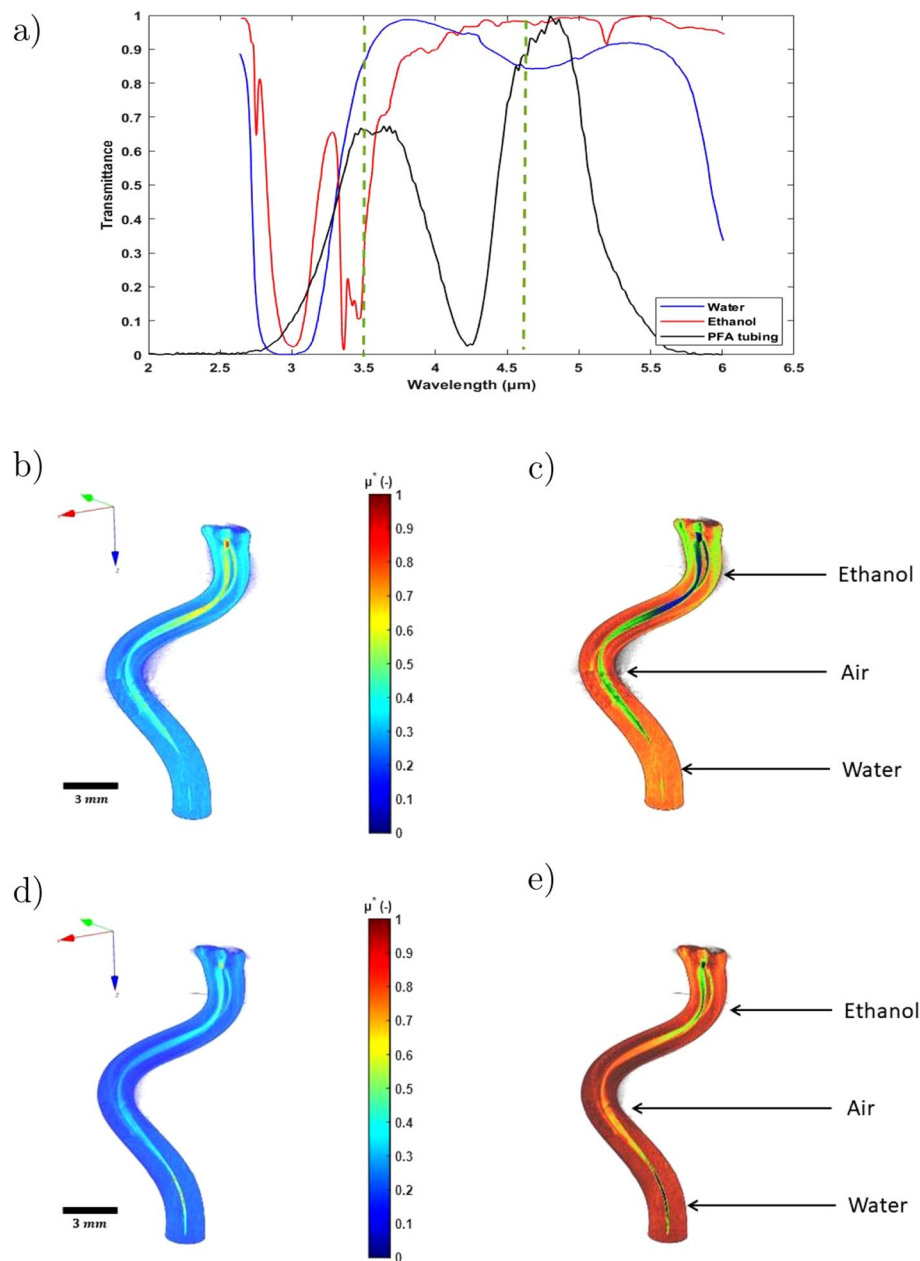 a)
1
0.9
0.8
0.7
0.6
0.5
0.4
0.3
0.2
0.1
0
Transmittance
2
2.5
3
3.5
4
4.5
5
5.5
6
6.5
Wavelength (µm)
Water
Ethanol
PFA tubing
b)
µ* (-)
1
0.9
0.8
0.7
0.6
0.5
0.4
0.3
0.2
0.1
0
3 mm
c)
Ethanol
Air
Water
d)
µ* (-)
1
0.9
0.8
0.7
0.6
0.5
0.4
0.3
0.2
0.1
0
3 mm
e)
Ethanol
Air
Water